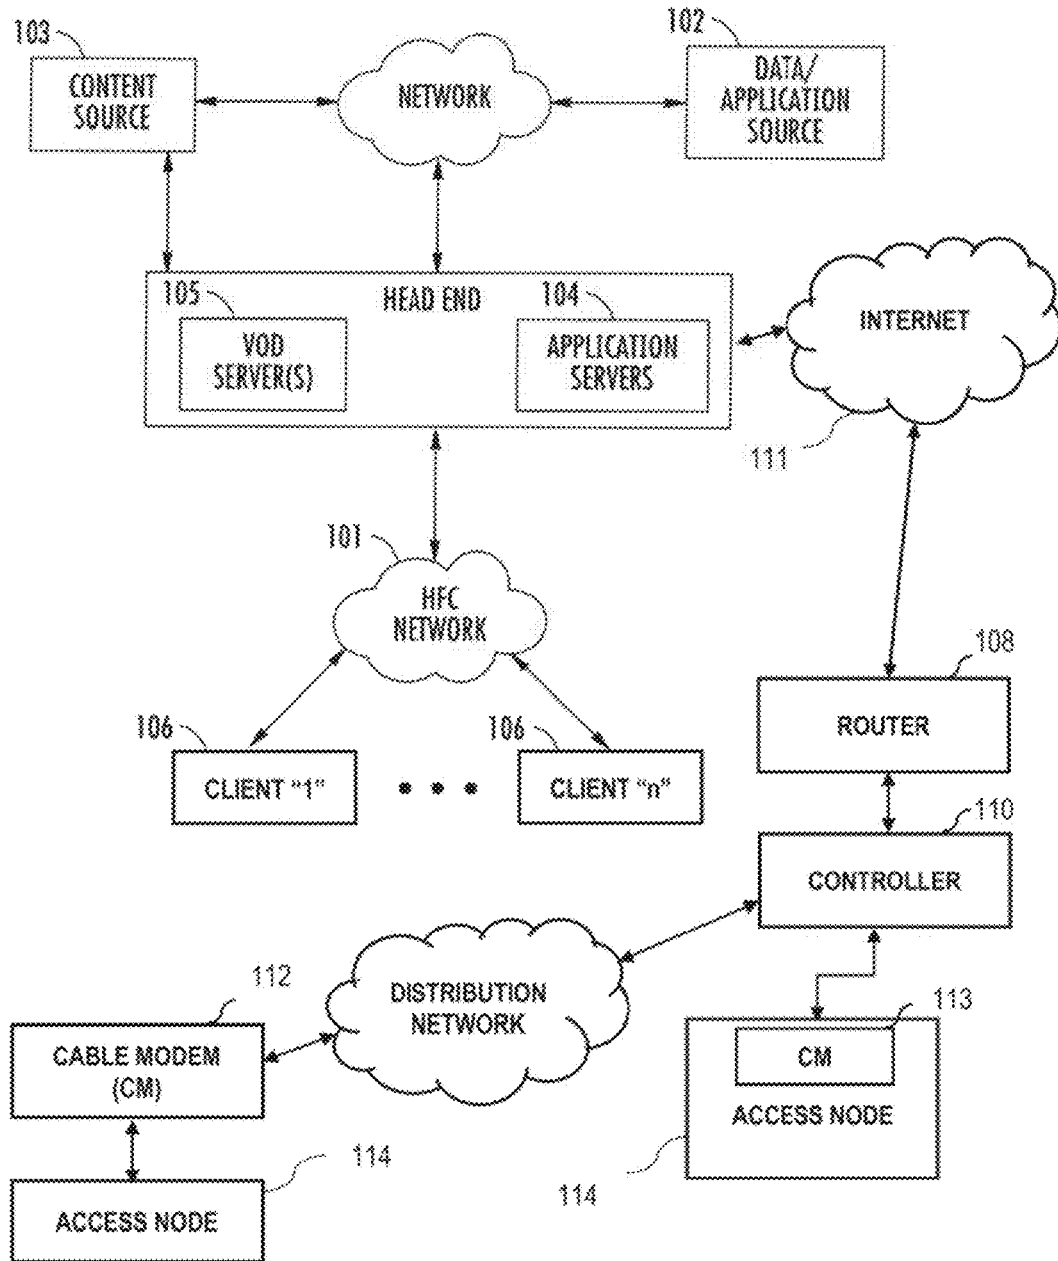 103
102
CONTENT
SOURCE
NETWORK
DATA/
APPLICATION
SOURCE
105
HEAD END
104
VOD
SERVER(S)
APPLICATION
SERVERS
INTERNET
111
101
HFC
NETWORK
108
ROUTER
106
106
CLIENT "1"
• • •
CLIENT "n"
110
CONTROLLER
112
DISTRIBUTION
NETWORK
113
CABLE MODEM
(CM)
CM
ACCESS NODE
114
114
ACCESS NODE